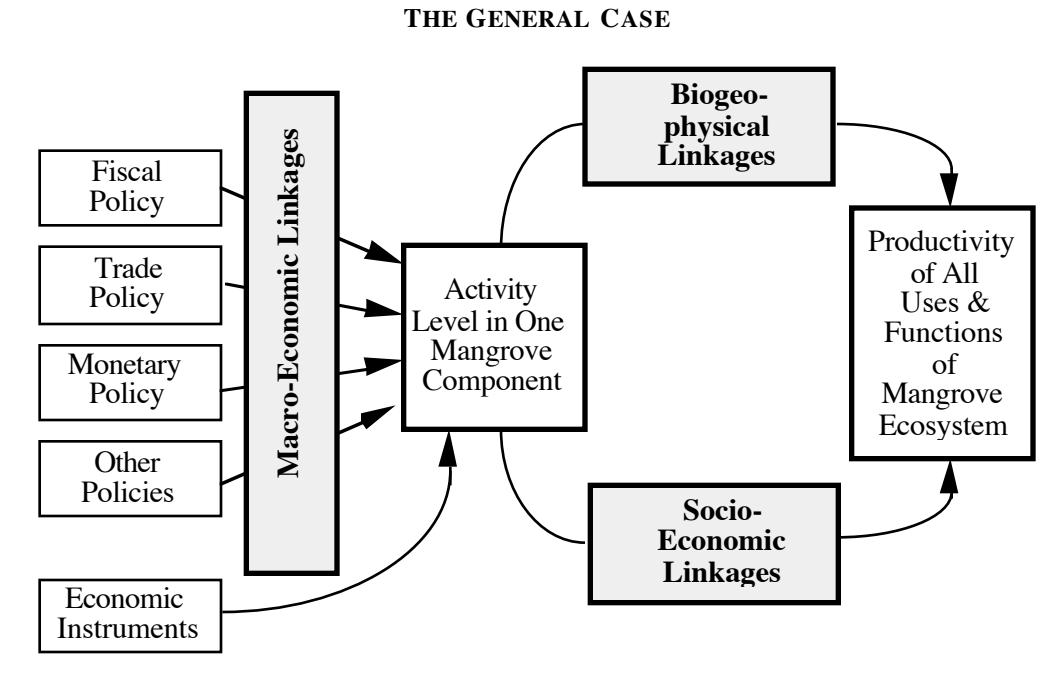 THE GENERAL CASE
Fiscal
Policy
Trade
Policy
Monetary
Policy
Other
Policies
Economic
Instruments
Macro-Economic Linkages
Activity
Level in One
Mangrove
Component
Biogeo-
physical
Linkages
Socio-
Economic
Linkages
Productivity
of All
Uses &
Functions
of
Mangrove
Ecosystem